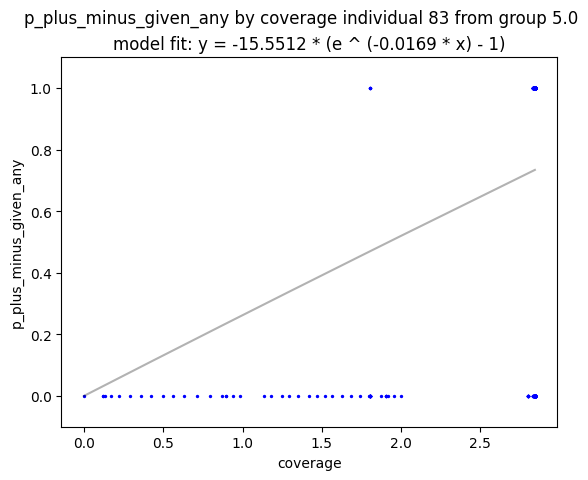 p_plus_minus_given_any by coverage individual 83 from group 5.0
model fit: y = -15.5512 * (e ^ (-0.0169 * x) - 1)
1.0
0.8
0.6
0.4
0.2
0.0
p_plus_minus_given_any
0.0 0.5 1.0 1.5 2.0 2.5
coverage